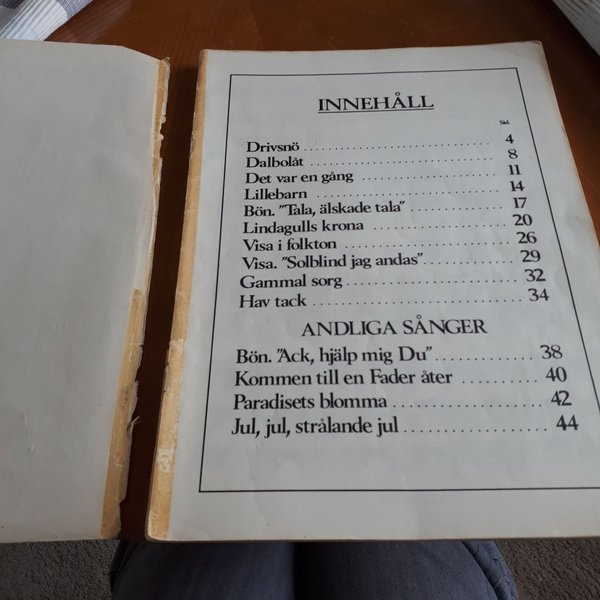 INNEHÅLL
Sid.
Drivsnö 4
Dalbolåt 8
Det var en gång 11
Lillebarn 14
Bön. "Tala, älskade tala" 17
Lindagulls krona 20
Visa i folkton 26
Visa. "Solblind jag andas" 29
Gammal sorg 32
Hav tack 34
ANDLIGA SÅNGER
Bön. "Ack, hjälp mig Du" 38
Kommen till en Fader åter 40
Paradisets blomma 42
Jul, jul, strålande jul 44